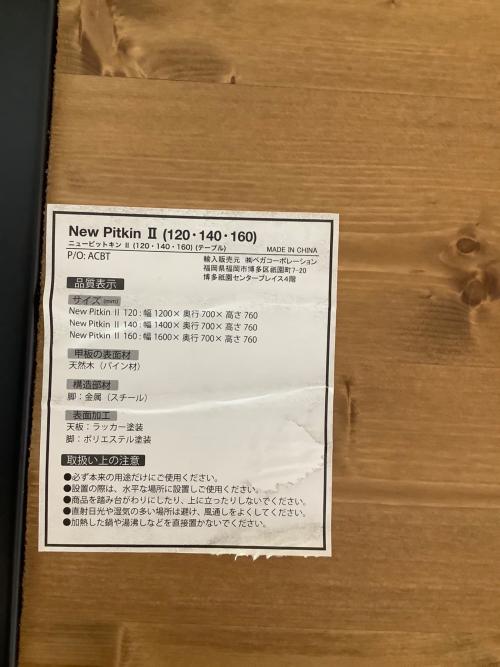 New Pitkin Ⅱ (120・140・160)
ニューピットキン Ⅱ (120・140・160) (テーブル)
MADE IN CHINA
P/O: ACBT
輸入販売元 ㈱ベガコーポレーション
福岡県福岡市博多区祇園町7-20
博多祇園センタープレイス4階
品質表示
サイズ(mm)
New Pitkin Ⅱ 120 : 幅 1200× 奥行 700× 高さ 760
New Pitkin Ⅱ 140 : 幅 1400× 奥行 700× 高さ 760
New Pitkin Ⅱ 160 : 幅 1600× 奥行 700× 高さ 760
甲板の表面材
天然木（パイン材）
構造部材
脚：金属（スチール）
表面加工
天板：ラッカー塗装
脚：ポリエステル塗装
取扱い上の注意
●必ず本来の用途だけにご使用ください。
●設置の際は、水平な場所に設置しご使用ください。
●商品を踏み台がわりにしたり、上に立ったりしないでください。
●直射日光や湿気の多い場所は避け、風通しをよくしてください。
●加熱した鍋や湯沸しなどを直接置かないでください。